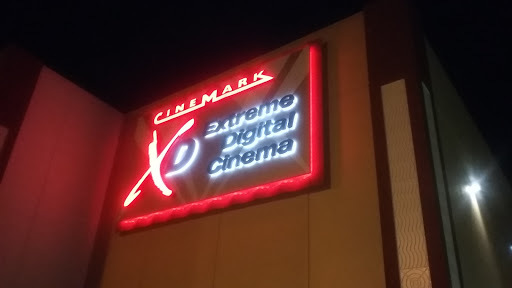 CINEMARK
XD
Extreme
Digital
Cinema